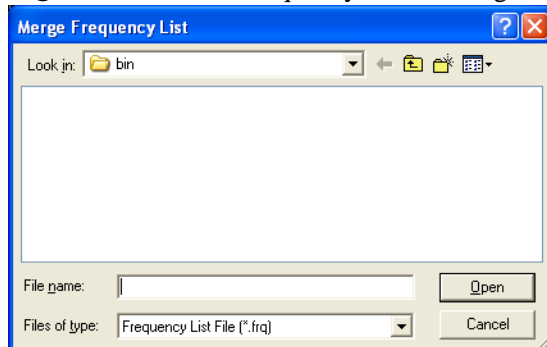 Merge Frequency List
Look in: bin
File name:
Open
Files of type: Frequency List File (*.frq)
Cancel